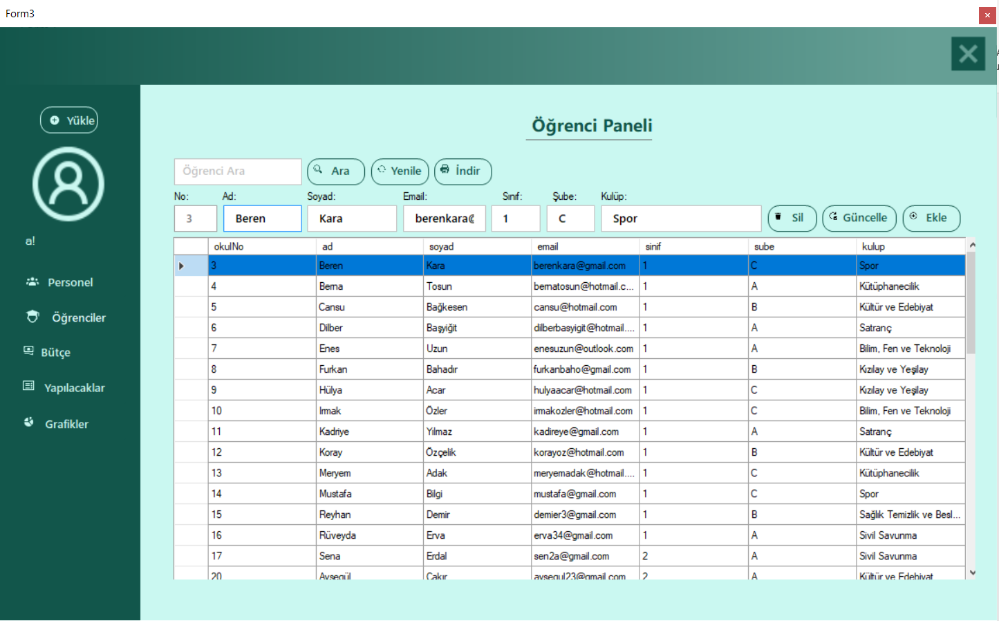 Form3
Yükle
a!
Personel
Öğrenciler
Bütçe
Yapılacaklar
Grafikler
Öğrenci Paneli
Öğrenci Ara Ara Yenile İndir
No: Ad: Soyad: Email: Sınıf: Şube: Kulüp:
3 Beren Kara berenkara@ 1 C Spor Sil Güncelle Ekle
okulNo ad soyad email sinif sube kulup
3 Beren Kara berenkara@gmail.com 1 C Spor
4 Berna Tosun bernatosun@hotmail.c... 1 A Kütüphanecilik
5 Cansu Bağkesen cansu@hotmail.com 1 B Kültür ve Edebiyat
6 Dilber Başyiğit dilberbasyigit@hotmail.... 1 A Satranç
7 Enes Uzun enesuzun@outlook.com 1 A Bilim, Fen ve Teknoloji
8 Furkan Bahadır furkanbaho@gmail.com 1 B Kızılay ve Yeşilay
9 Hülya Acar hulyaacar@hotmail.com 1 C Kızılay ve Yeşilay
10 Irmak Özler irmakozler@hotmail.com 1 C Bilim, Fen ve Teknoloji
11 Kadriye Yılmaz kadireye@gmail.com 1 A Satranç
12 Koray Özçelik korayoz@hotmail.com 1 B Kültür ve Edebiyat
13 Meryem Adak meryemadak@hotmail.... 1 C Kütüphanecilik
14 Mustafa Bilgi mustafa@gmail.com 1 C Spor
15 Reyhan Demir demier3@gmail.com 1 B Sağlık Temizlik ve Besl...
16 Rüveyda Erva erva34@gmail.com 1 A Sivil Savunma
17 Sena Erdal sen2a@gmail.com 2 A Sivil Savunma
20 Ayşegül Çakır aysegul23@gmail.com 2 A Kültür ve Edebiyat